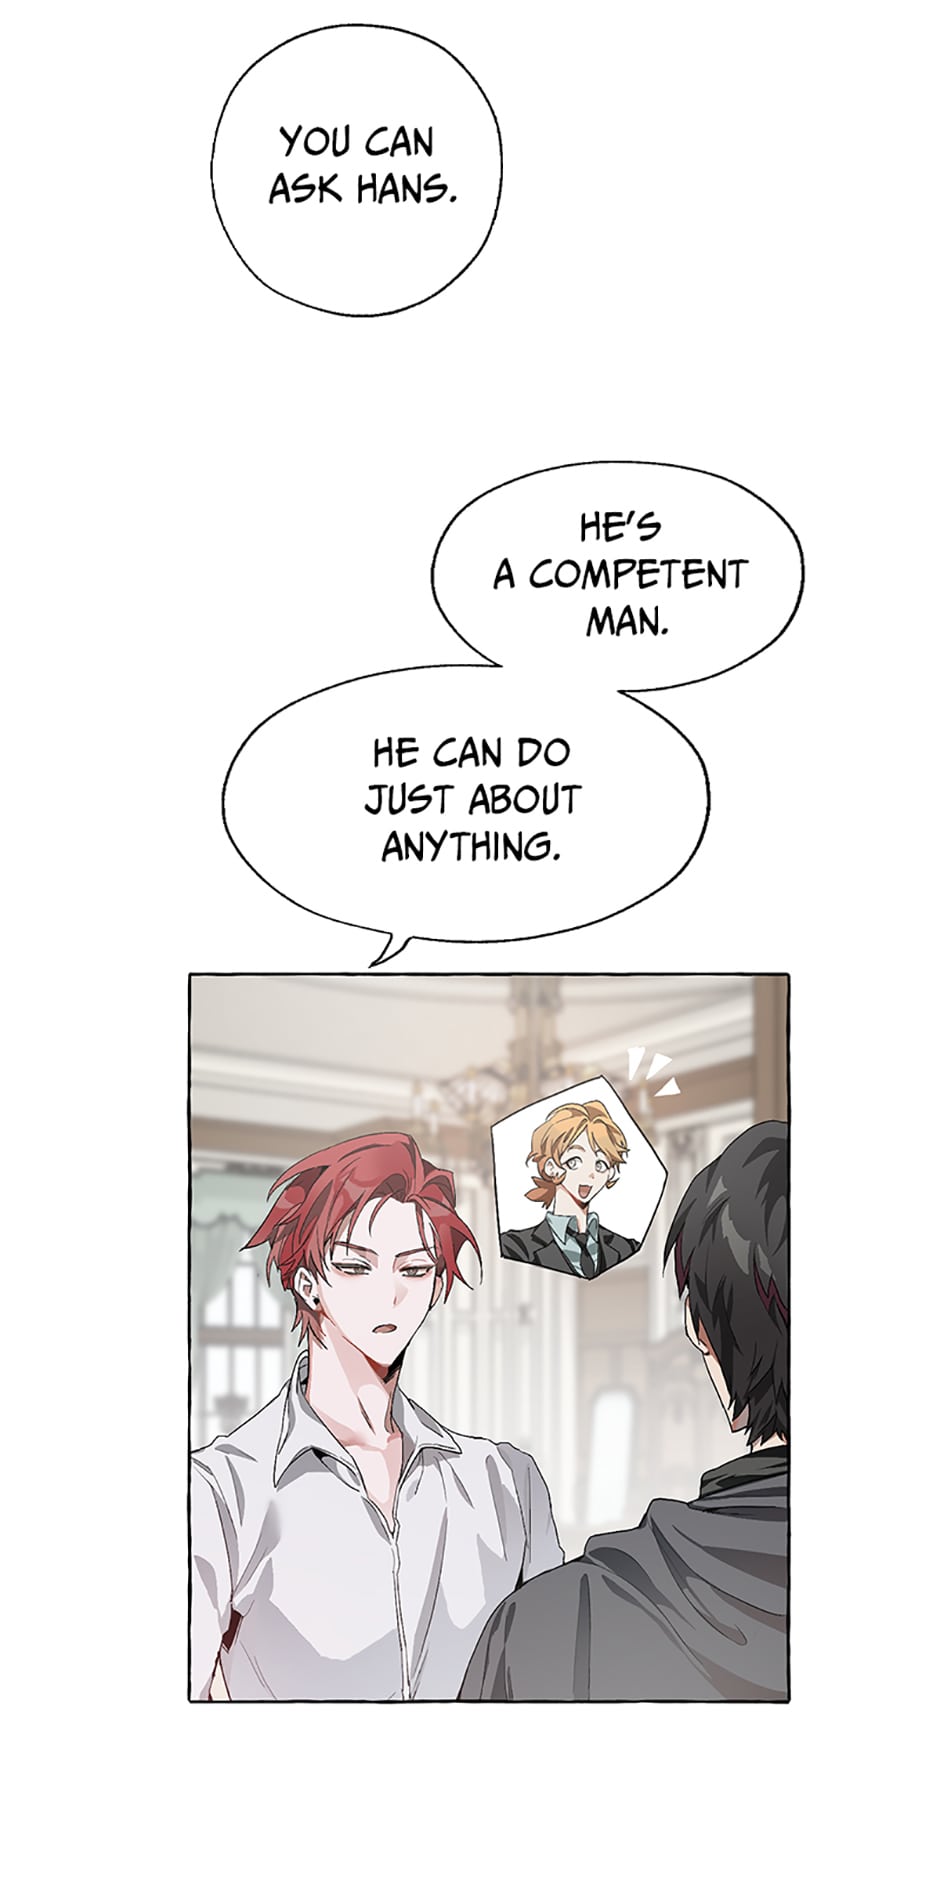 YOU CAN
ASK HANS.
HE'S
A COMPETENT
MAN.
HE CAN DO
JUST ABOUT
ANYTHING.